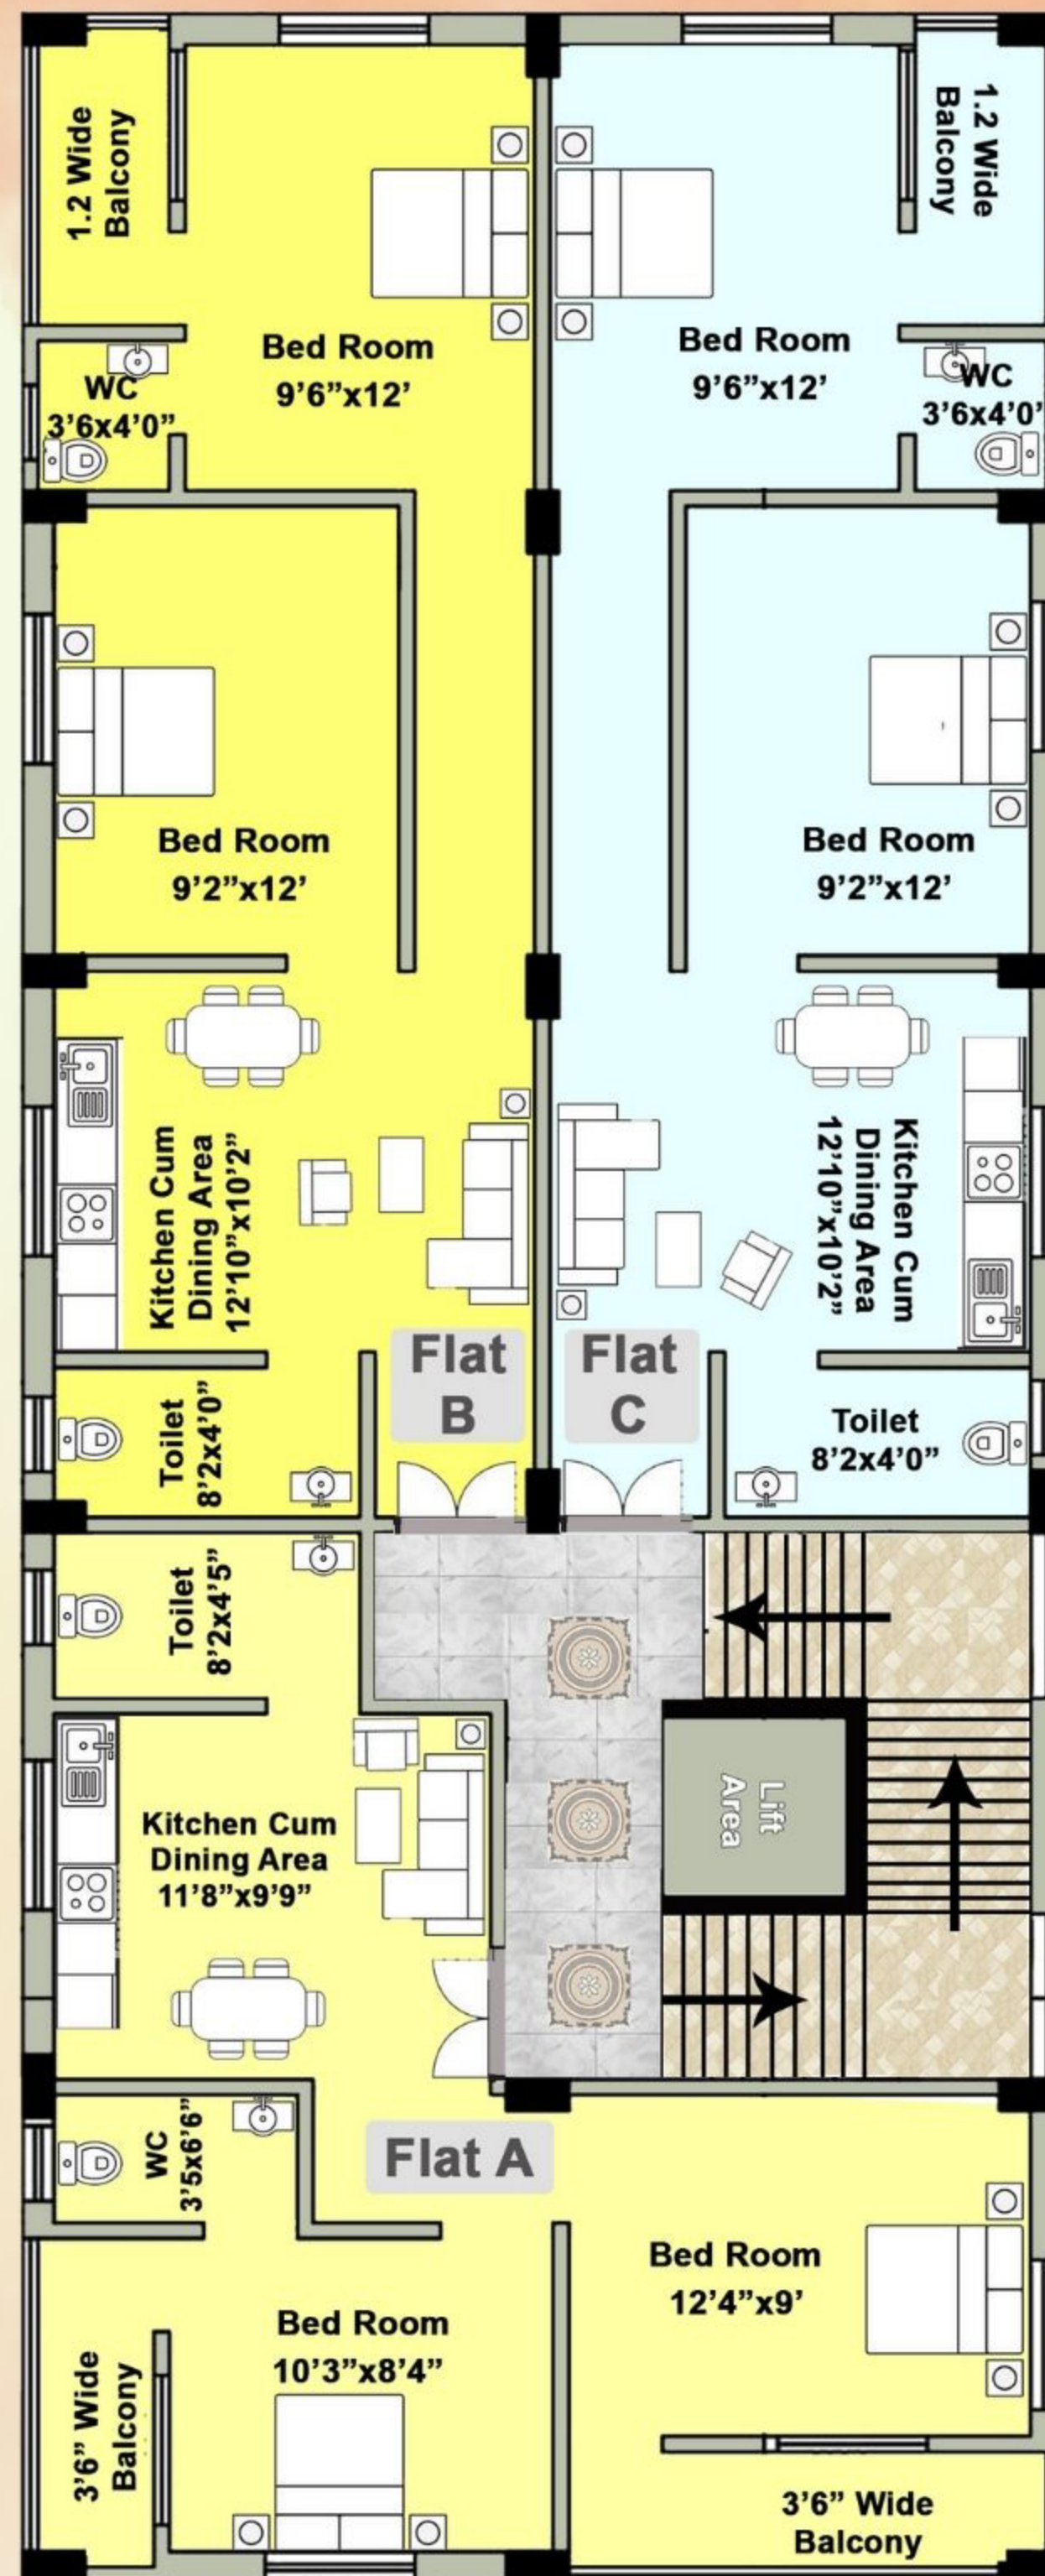 1.2 Wide
Balcony
1.2 Wide
Balcony
Bed Room
9'6”x12'
Bed Room
9'6”x12'
WC
3'6x4'0”
WC
3'6x4'0'
Bed Room
9'2”x12'
Bed Room
9'2”x12'
Kitchen Cum
Dining Area
12'10”x10'2”
Kitchen Cum
Dining Area
12'10”x10'2”
Flat
B
Flat
C
Toilet
8'2x4'0”
Toilet
8'2x4'0”
Toilet
8'2x4'5”
Lift
Area
Kitchen Cum
Dining Area
11'8”x9'9”
WC
3'5x6'6”
Flat A
Bed Room
12'4”x9'
Bed Room
10'3”x8'4”
3'6” Wide
Balcony
3'6” Wide
Balcony